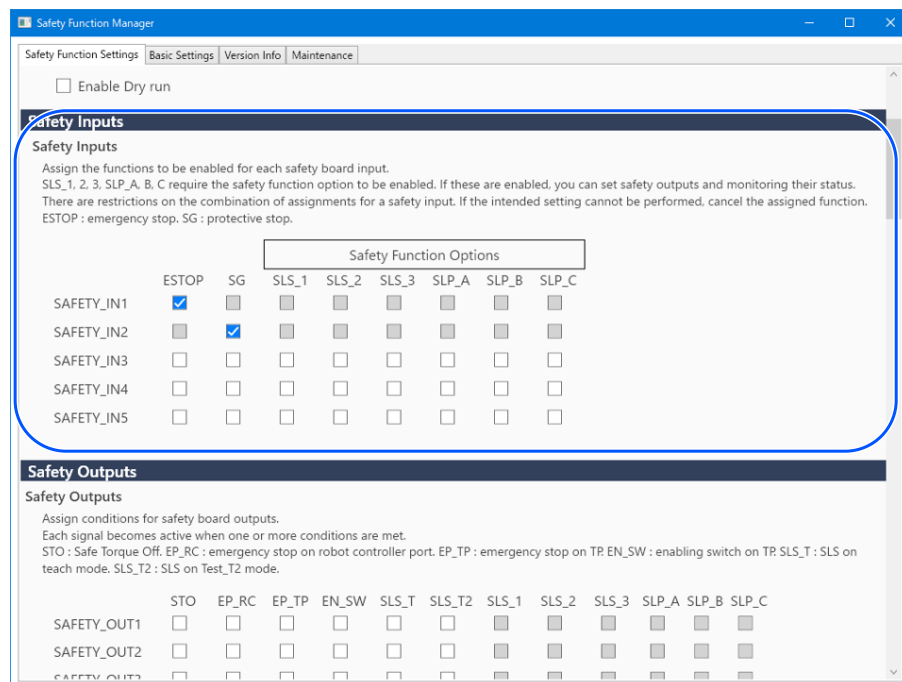 Safety Function Manager
Safety Function Settings Basic Settings Version Info Maintenance
Enable Dry run
Safety Inputs
Safety Inputs
Assign the functions to be enabled for each safety board input.
SLS_1, 2, 3, SLP_A, B, C require the safety function option to be enabled. If these are enabled, you can set safety outputs and monitoring their status.
There are restrictions on the combination of assignments for a safety input. If the intended setting cannot be performed, cancel the assigned function.
ESTOP : emergency stop. SG : protective stop.
Safety Function Options
ESTOP SG SLS_1 SLS_2 SLS_3 SLP_A SLP_B SLP_C
SAFETY_IN1
SAFETY_IN2
SAFETY_IN3
SAFETY_IN4
SAFETY_IN5
Safety Outputs
Safety Outputs
Assign conditions for safety board outputs.
Each signal becomes active when one or more conditions are met.
STO : Safe Torque Off. EP_RC : emergency stop on robot controller port. EP_TP : emergency stop on TP. EN_SW : enabling switch on TP. SLS_T : SLS on
teach mode. SLS_T2 : SLS on Test_T2 mode.
STO EP_RC EP_TP EN_SW SLS_T SLS_T2 SLS_1 SLS_2 SLS_3 SLP_A SLP_B SLP_C
SAFETY_OUT1
SAFETY_OUT2
SAFETY_OUT3